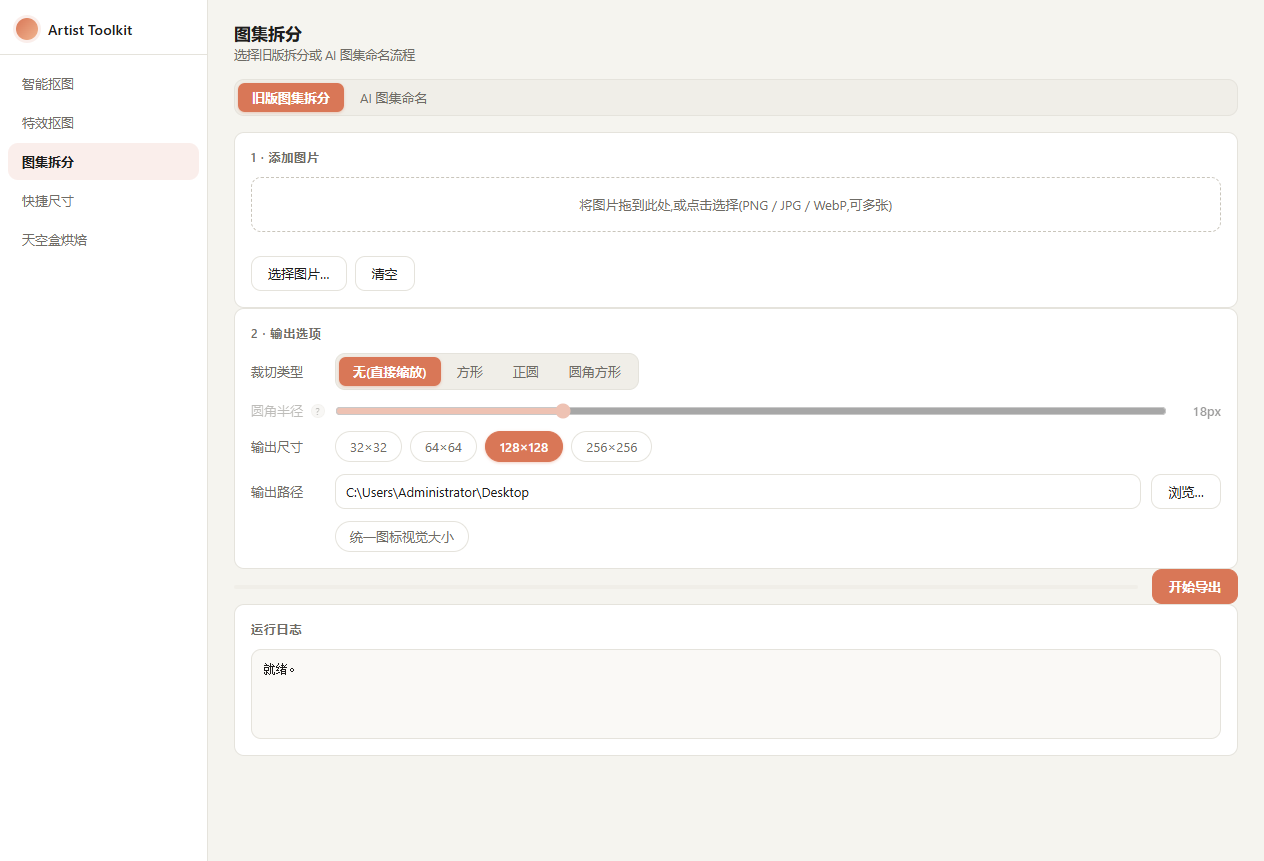 Artist Toolkit
智能抠图
特效抠图
图集拆分
快捷尺寸
天空盒烘焙
图集拆分
选择旧版拆分或 AI 图集命名流程
旧版图集拆分 AI 图集命名
1 · 添加图片
将图片拖到此处,或点击选择(PNG / JPG / WebP,可多张)
选择图片... 清空
2 · 输出选项
裁切类型 无(直接缩放) 方形 正圆 圆角方形
圆角半径 ? 18px
输出尺寸 32×32 64×64 128×128 256×256
输出路径 C:\Users\Administrator\Desktop 浏览...
统一图标视觉大小
开始导出
运行日志
就绪。